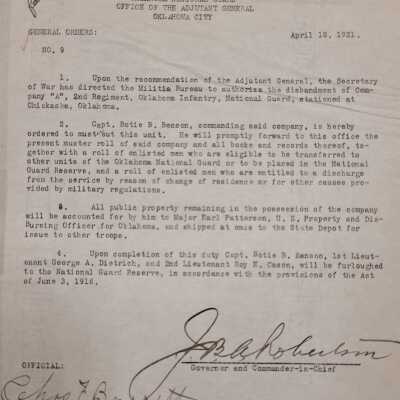 OFFICE OF THE ADJUTANT GENERAL
OKLAHOMA CITY
GENERAL ORDERS:
April 18, 1921.
NO. 9
1. Upon the recommendation of the Adjutant General, the Secretary
of War has directed the Militia Bureau to authorize the disbandment of Com-
pany "A", 2nd Regiment, Oklahoma Infantry, National Guard, stationed at
Chickasha, Oklahoma.
2. Capt. Botie B. Benson, commanding said company, is hereby
ordered to must out this unit. He will promptly forward to this office the
present muster roll of said company and all books and records thereof, to-
gether with a roll of enlisted men who are eligible to be transferred to
other units of the Oklahoma National Guard or to be placed in the National
Guard Reserve, and a roll of enlisted men who are entitled to a discharge
from the service by reason of change of residence or for other causes pro-
vided by military regulations.
3. All public property remaining in the possession of the company
will be accounted for by him to Major Earl Patterson, U. S. Property and Dis-
bursing Officer for Oklahoma, and shipped at once to the State Depot for
issue to other troops.
4. Upon completion of this duty Capt. Botie B. Benson, 1st Lieut-
enant George A. Dietrich, and 2nd Lieutenant Roy E. Cason, will be furloughed
to the National Guard Reserve, in accordance with the provisions of the Act
of June 3, 1916.
J.B.A. Robertson
Governor and Commander-in-Chief
OFFICIAL:
Chas F Barrett